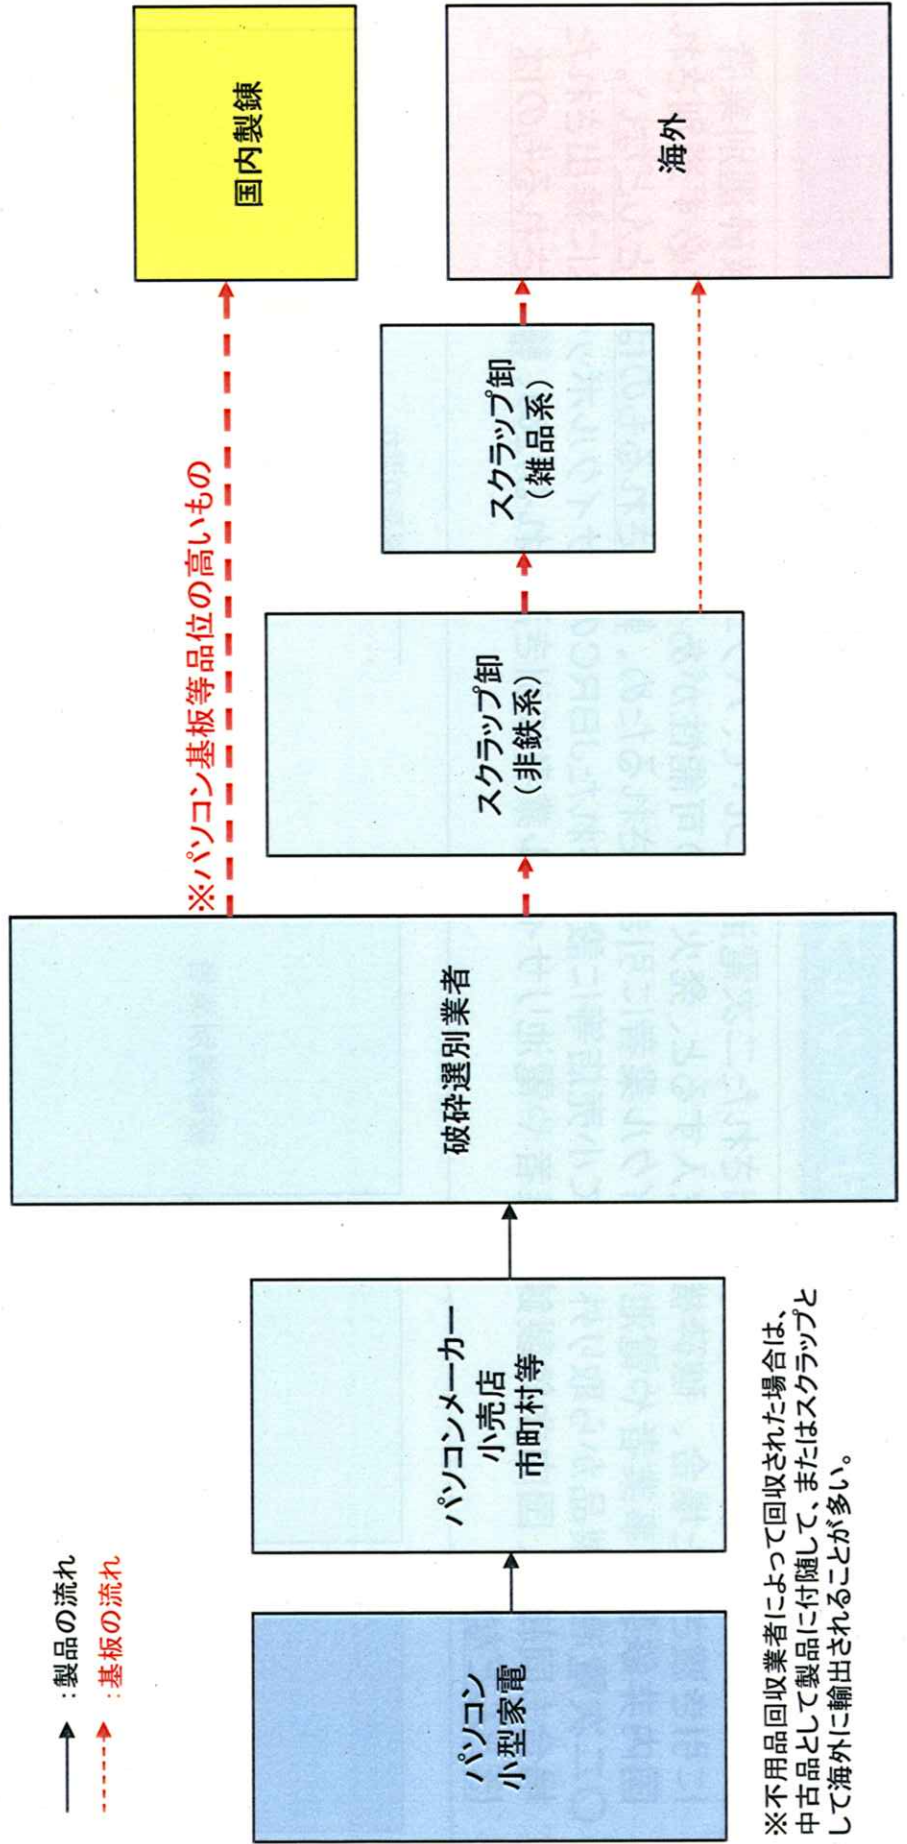 → :製品の流れ
→ :基板の流れ
パソコン
小型家電
パソコンメーカー
小売店
市町村等
破砕選別業者
※パソコン基板等品位の高いもの
スクラップ卸
（非鉄系）
スクラップ卸
（雑品系）
国内製錬
海外
※不用品回収業者によって回収された場合は、
中古品として製品に付随して、またはスクラップと
して海外に輸出されることが多い。